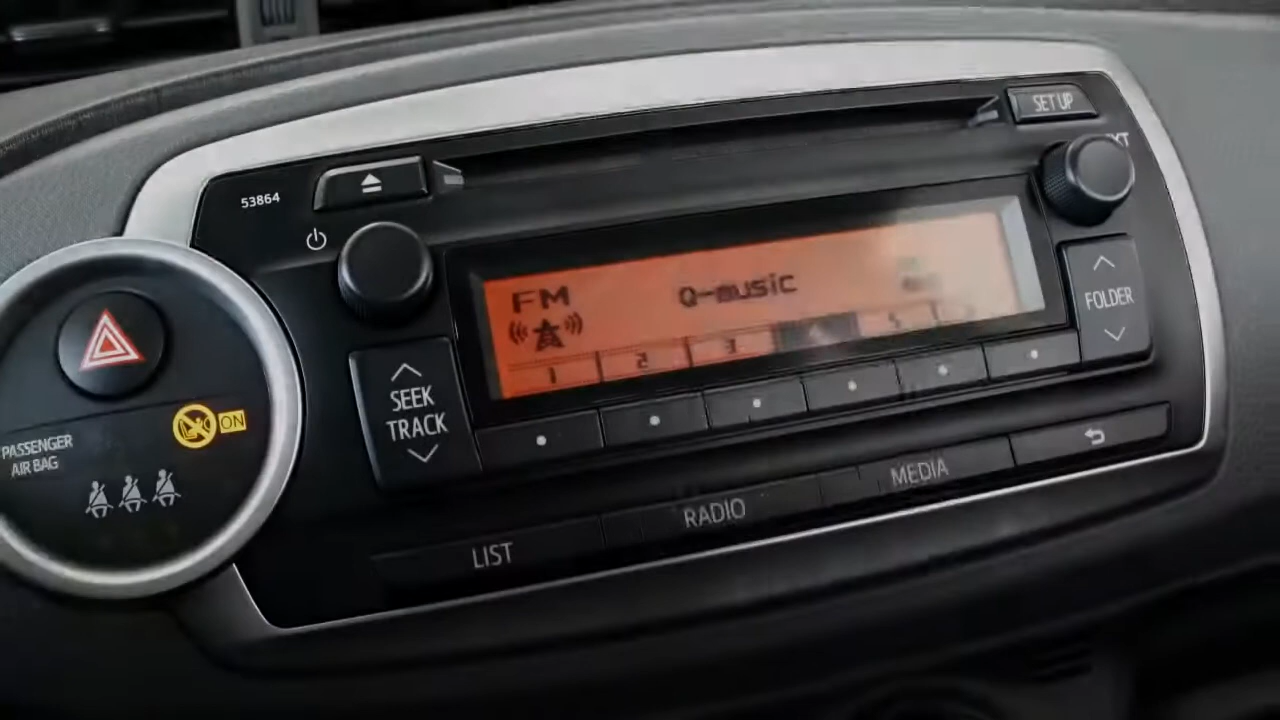 SET UP
53864
FM
Q-music
1 2 3 4 5
SEEK
TRACK
FOLDER
ON
PASSENGER
AIR BAG
LIST
RADIO
MEDIA